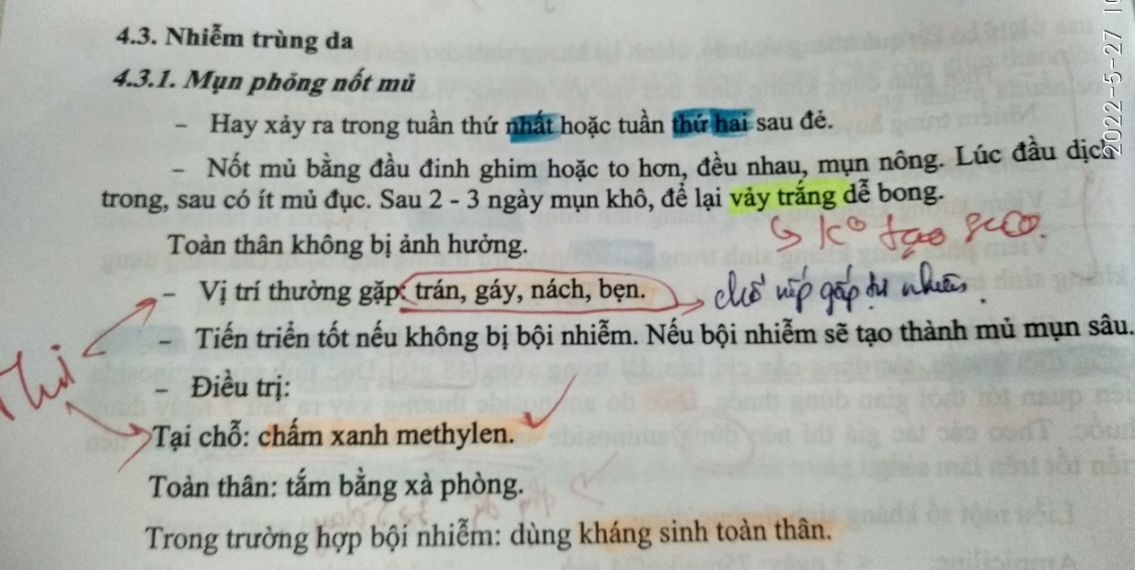 4.3. Nhiễm trùng da
4.3.1. Mụn phỏng nốt mủ
- Hay xảy ra trong tuần thứ nhất hoặc tuần thứ hai sau đẻ.
- Nốt mủ bằng đầu đinh ghim hoặc to hơn, đều nhau, mụn nông. Lúc đầu dịch
trong, sau có ít mủ đục. Sau 2 - 3 ngày mụn khô, để lại vảy trắng dễ bong.
ko tạo sẹo.
Toàn thân không bị ảnh hưởng.
- Vị trí thường gặp: trán, gáy, nách, bẹn.
chỗ nếp gấp tự nhiên.
- Tiến triển tốt nếu không bị bội nhiễm. Nếu bội nhiễm sẽ tạo thành mủ mụn sâu.
Thi
- Điều trị:
Tại chỗ: chấm xanh methylen.
Toàn thân: tắm bằng xà phòng.
Trong trường hợp bội nhiễm: dùng kháng sinh toàn thân.
2022-5-27